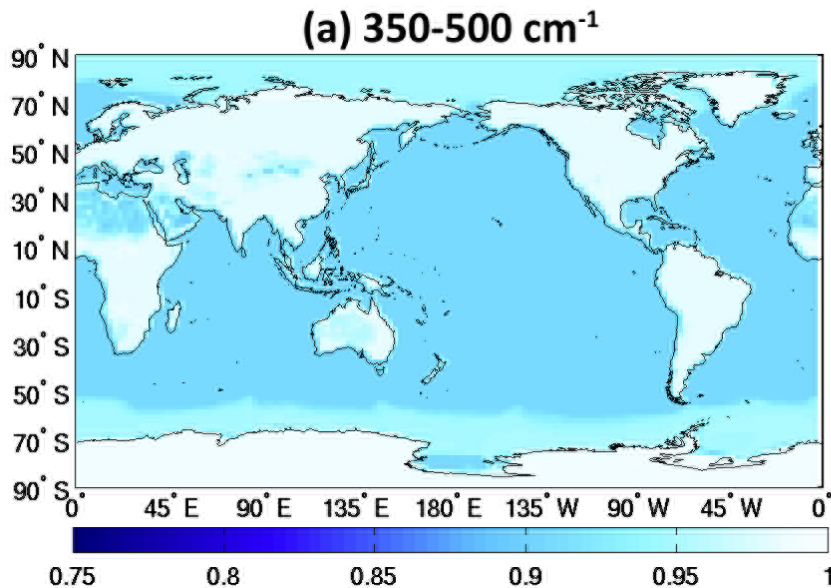 (a) 350-500 cm⁻¹
90° N
70° N
50° N
30° N
10° N
10° S
30° S
50° S
70° S
90° S
0° 45° E 90° E 135° E 180° E 135° W 90° W 45° W 0°
0.75 0.8 0.85 0.9 0.95 1